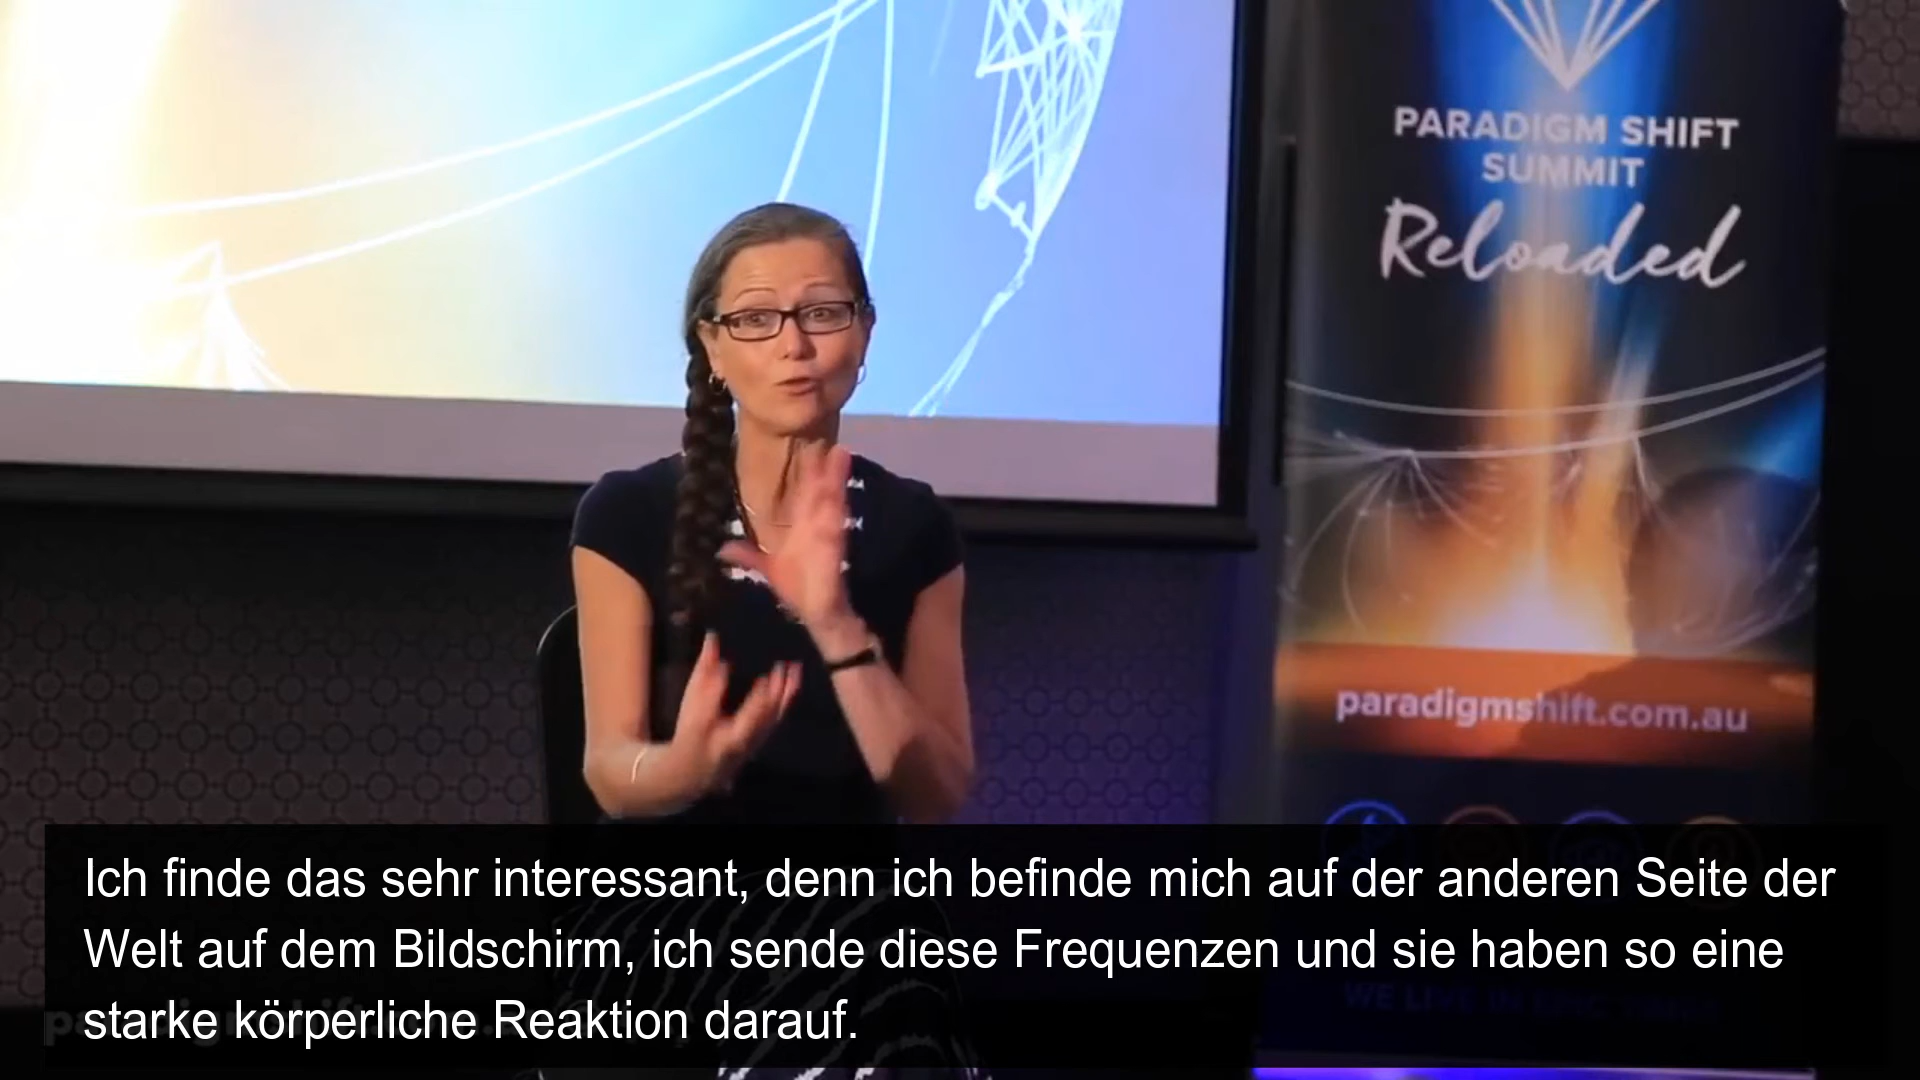 PARADIGM SHIFT
SUMMIT
Reloaded
paradigmshift.com.au
Ich finde das sehr interessant, denn ich befinde mich auf der anderen Seite der
Welt auf dem Bildschirm, ich sende diese Frequenzen und sie haben so eine
starke körperliche Reaktion darauf.